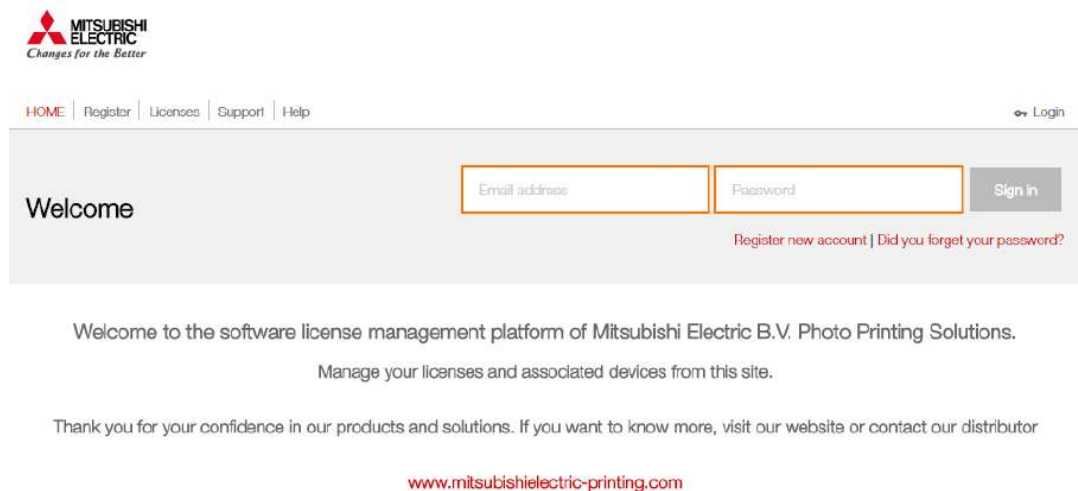 MITSUBISHI
ELECTRIC
Changes for the Better
HOME | Register | Licenses | Support | Help
Login
Email address
Password
Sign in
Welcome
Register new account | Did you forget your password?
Welcome to the software license management platform of Mitsubishi Electric B.V. Photo Printing Solutions.
Manage your licenses and associated devices from this site.
Thank you for your confidence in our products and solutions. If you want to know more, visit our website or contact our distributor
www.mitsubishielectric-printing.com